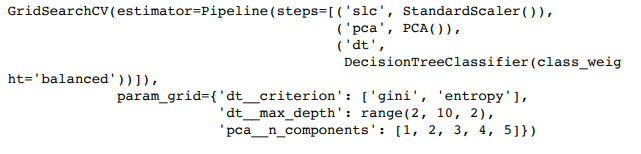 GridSearchCV(estimator=Pipeline(steps=[('slc', StandardScaler()),
('pca', PCA()),
('dt',
DecisionTreeClassifier(class_weig
ht='balanced'))]),
param_grid={'dt__criterion': ['gini', 'entropy'],
'dt__max_depth': range(2, 10, 2),
'pca__n_components': [1, 2, 3, 4, 5]})